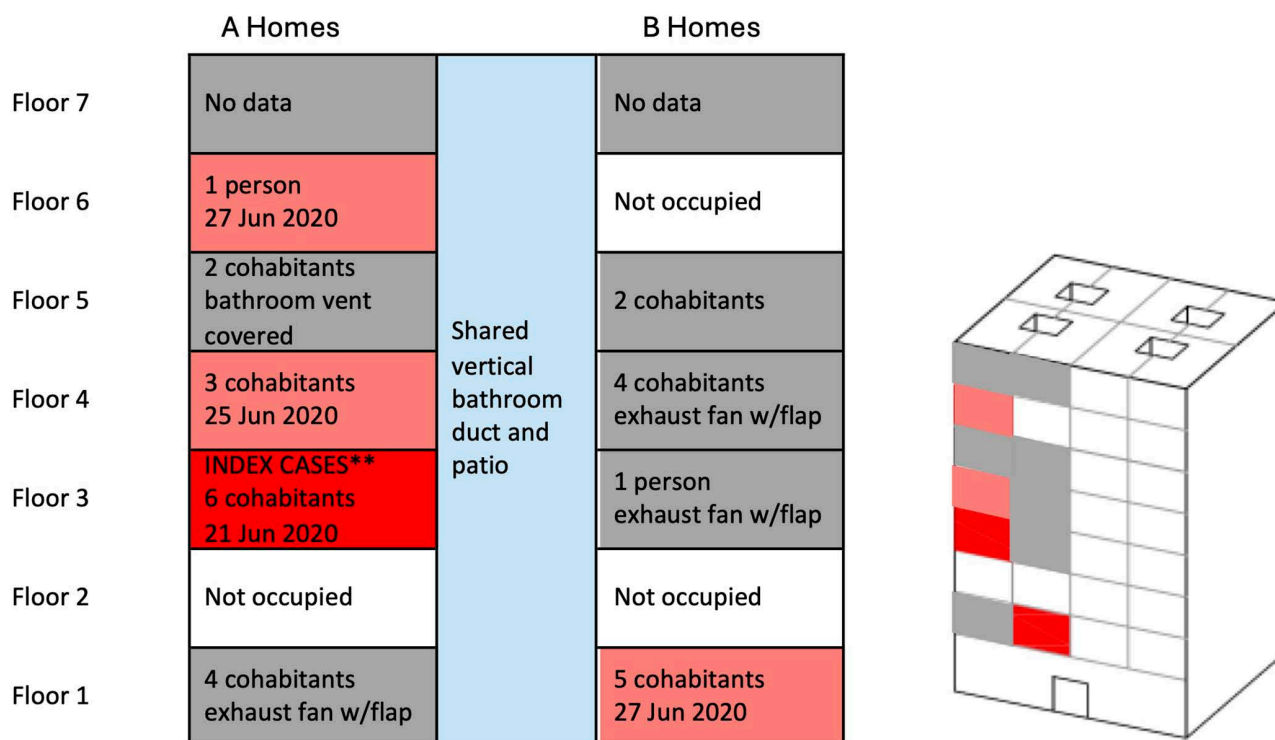 A Homes
B Homes
Floor 7
No data
No data
Floor 6
1 person
27 Jun 2020
Not occupied
Floor 5
2 cohabitants
bathroom vent
covered
2 cohabitants
Shared
vertical
bathroom
duct and
patio
Floor 4
3 cohabitants
25 Jun 2020
4 cohabitants
exhaust fan w/flap
Floor 3
INDEX CASES**
6 cohabitants
21 Jun 2020
1 person
exhaust fan w/flap
Floor 2
Not occupied
Not occupied
Floor 1
4 cohabitants
exhaust fan w/flap
5 cohabitants
27 Jun 2020